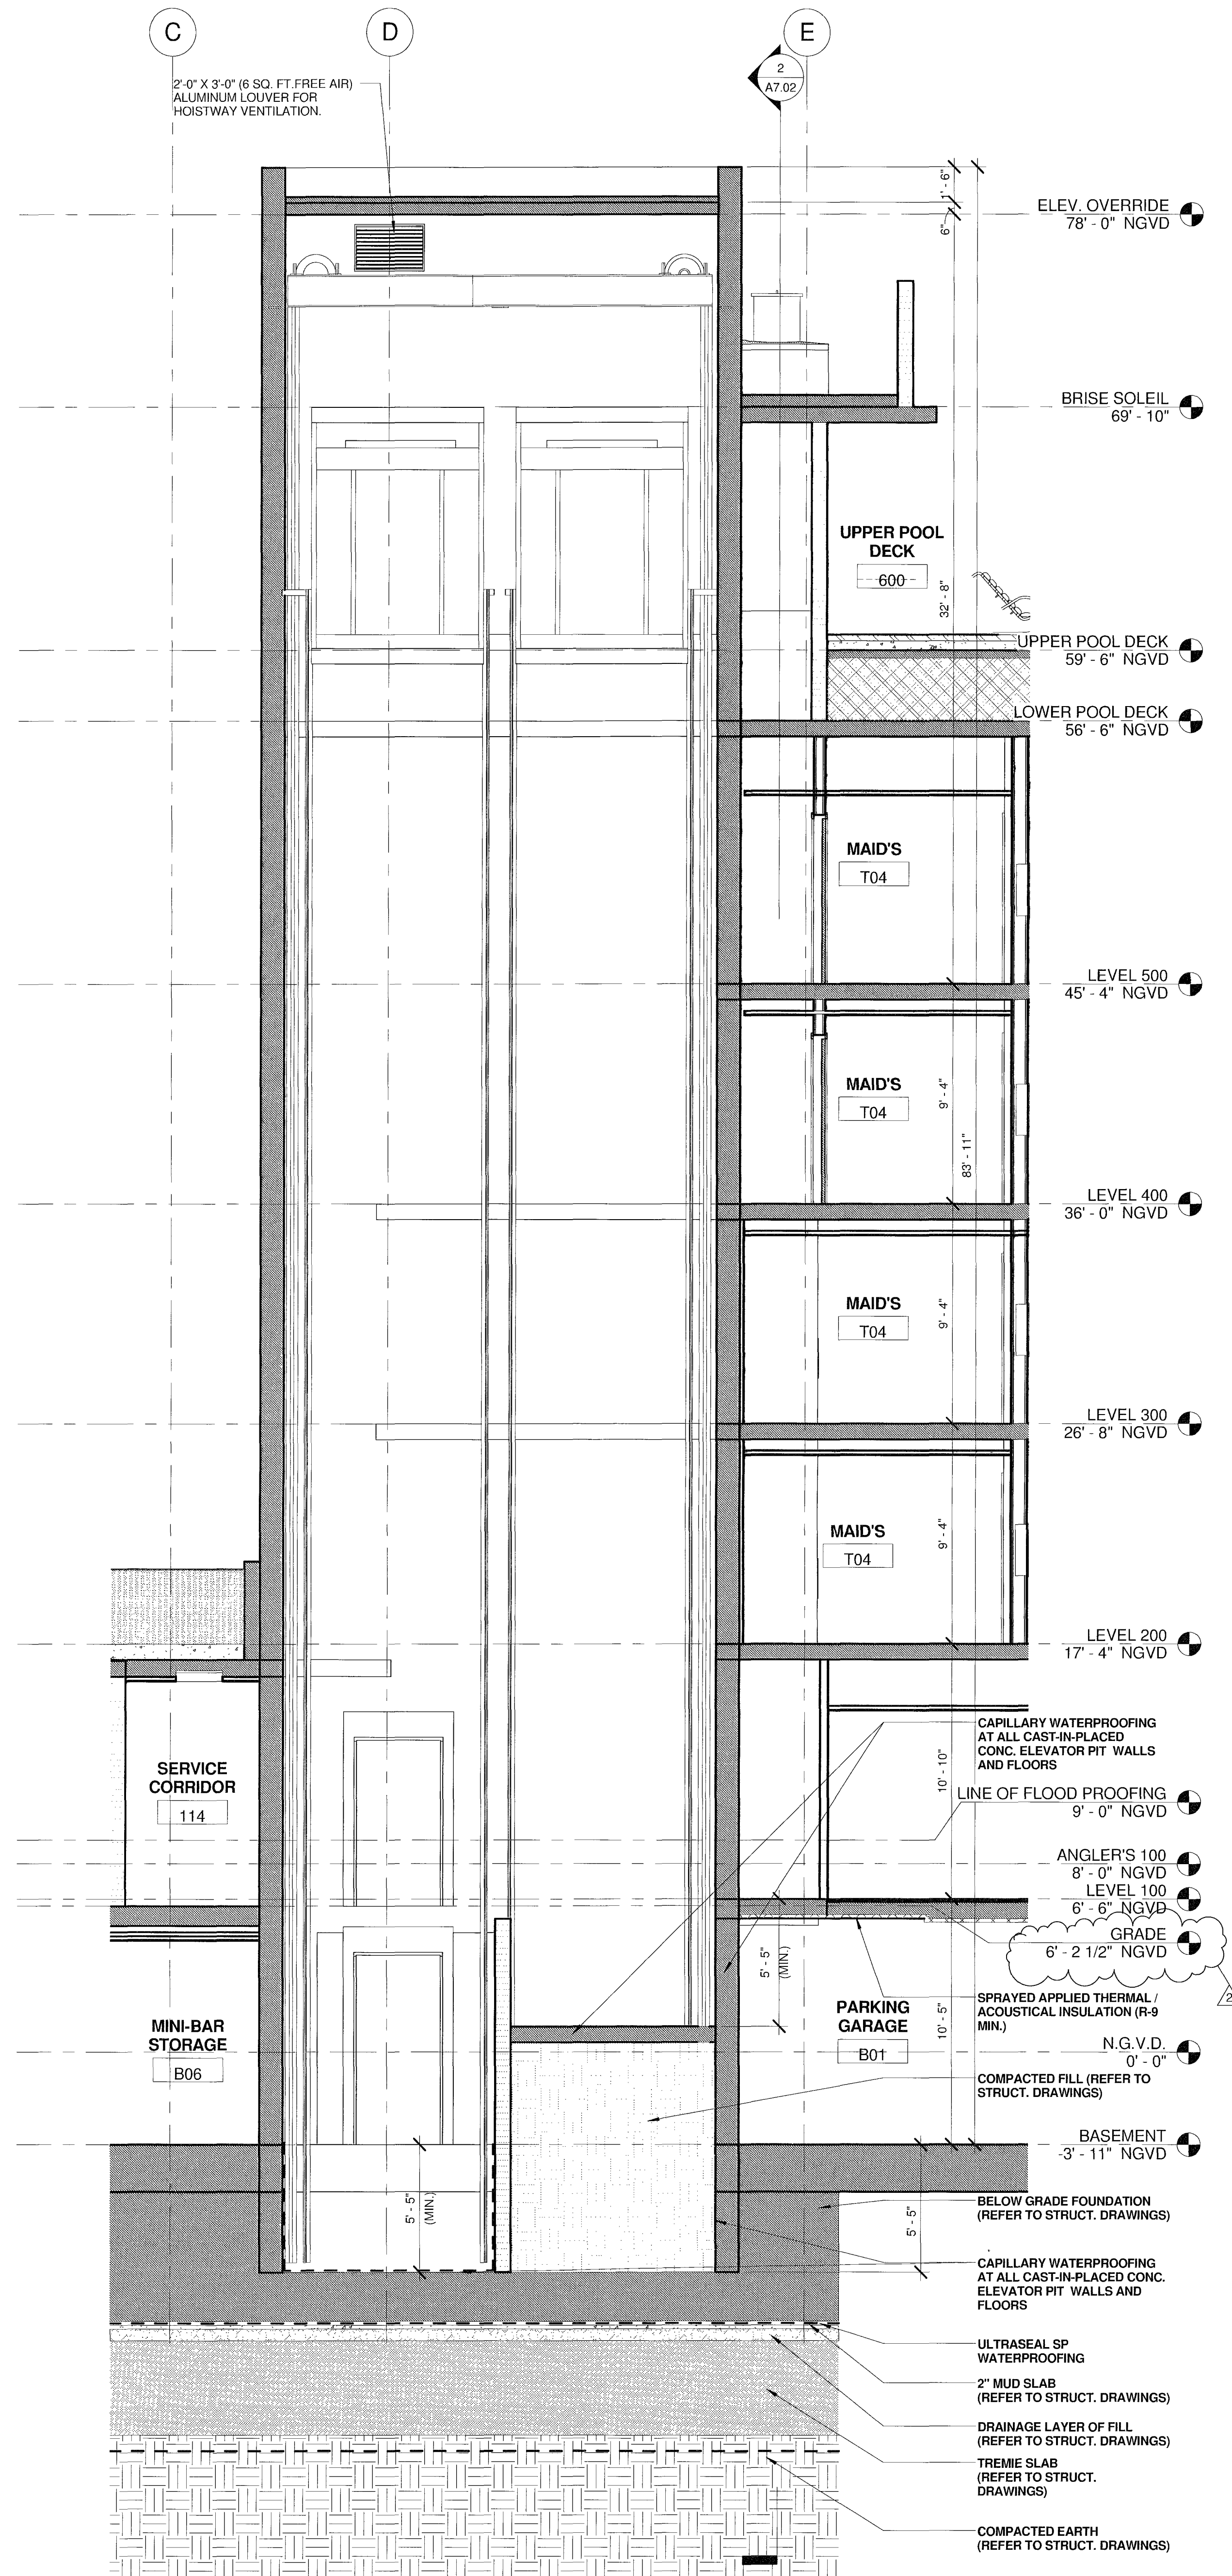 C
D
E
2
A7.02
2'-0" X 3'-0" (6 SQ. FT.FREE AIR)
ALUMINUM LOUVER FOR
HOISTWAY VENTILATION.
1' - 6"
6"
ELEV. OVERRIDE
78' - 0" NGVD
BRISE SOLEIL
69' - 10"
UPPER POOL
DECK
600
32' - 8"
UPPER POOL DECK
59' - 6" NGVD
LOWER POOL DECK
56' - 6" NGVD
MAID'S
T04
LEVEL 500
45' - 4" NGVD
MAID'S
T04
9' - 4"
83' - 11"
LEVEL 400
36' - 0" NGVD
MAID'S
T04
9' - 4"
LEVEL 300
26' - 8" NGVD
MAID'S
T04
9' - 4"
LEVEL 200
17' - 4" NGVD
CAPILLARY WATERPROOFING
AT ALL CAST-IN-PLACED
CONC. ELEVATOR PIT WALLS
AND FLOORS
SERVICE
CORRIDOR
114
10' - 10"
LINE OF FLOOD PROOFING
9' - 0" NGVD
ANGLER'S 100
8' - 0" NGVD
LEVEL 100
6' - 6" NGVD
GRADE
6' - 2 1/2" NGVD
2
5' - 5"
(MIN.)
SPRAYED APPLIED THERMAL /
ACOUSTICAL INSULATION (R-9
MIN.)
MINI-BAR
STORAGE
B06
PARKING
GARAGE
B01
10' - 5"
N.G.V.D.
0' - 0"
COMPACTED FILL (REFER TO
STRUCT. DRAWINGS)
BASEMENT
-3' - 11" NGVD
5' - 5"
(MIN.)
5' - 5"
BELOW GRADE FOUNDATION
(REFER TO STRUCT. DRAWINGS)
CAPILLARY WATERPROOFING
AT ALL CAST-IN-PLACED CONC.
ELEVATOR PIT WALLS AND
FLOORS
ULTRASEAL SP
WATERPROOFING
2" MUD SLAB
(REFER TO STRUCT. DRAWINGS)
DRAINAGE LAYER OF FILL
(REFER TO STRUCT. DRAWINGS)
TREMIE SLAB
(REFER TO STRUCT.
DRAWINGS)
COMPACTED EARTH
(REFER TO STRUCT. DRAWINGS)